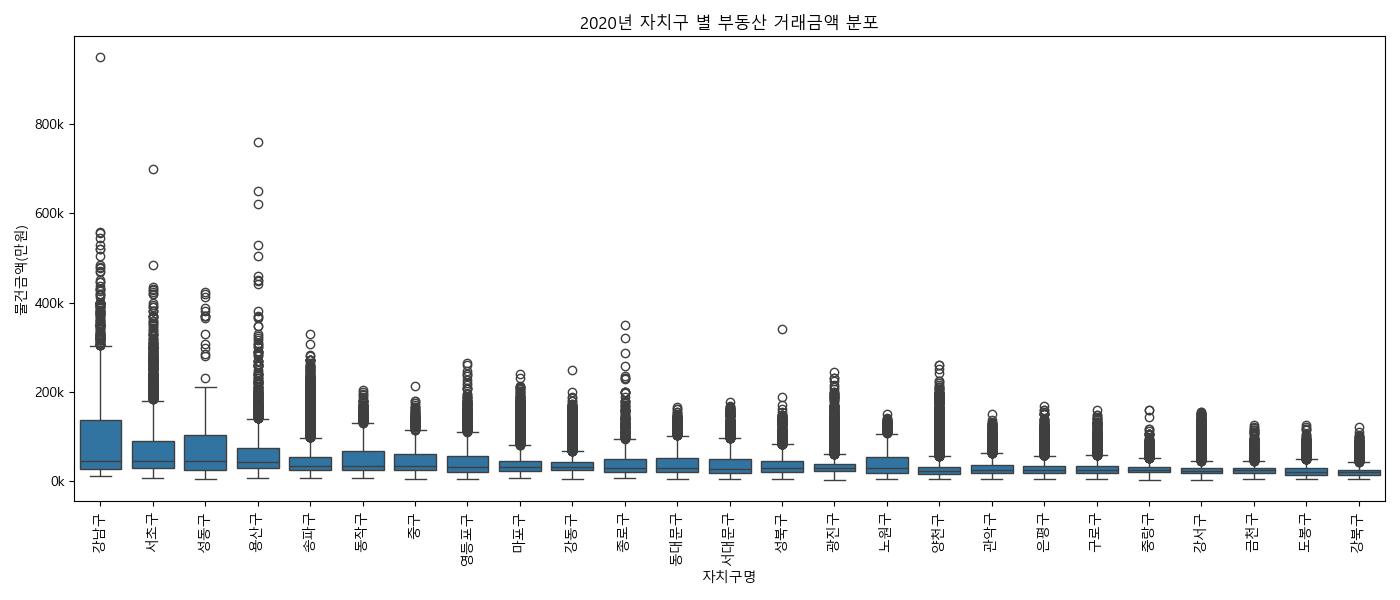 2020년 자치구 별 부동산 거래금액 분포
물건금액(만원)
800k
600k
400k
200k
0k
강남구
서초구
성동구
용산구
송파구
동작구
중구
영등포구
마포구
강동구
종로구
동대문구
서대문구
성북구
광진구
노원구
양천구
관악구
은평구
구로구
중랑구
강서구
금천구
도봉구
강북구
자치구명